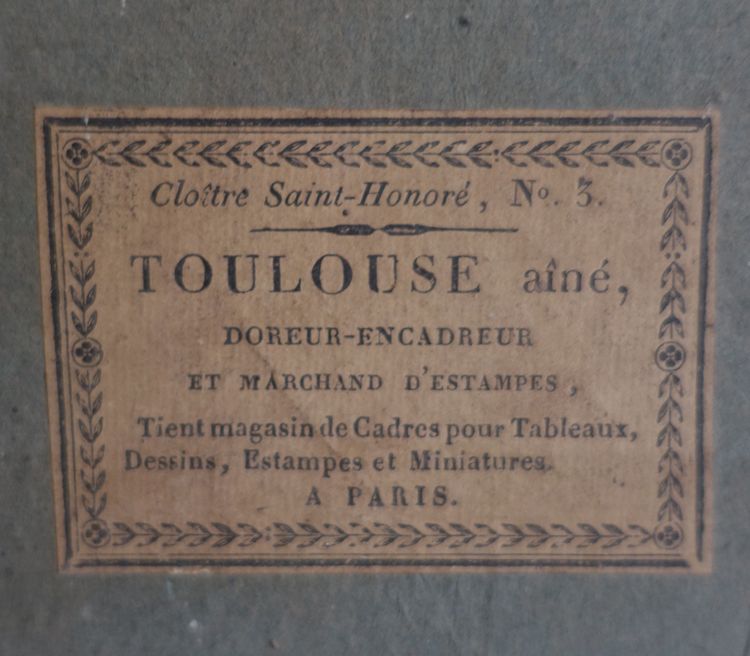 Cloître Saint-Honoré, Nº. 3.
TOULOUSE aîné,
DOREUR-ENCADREUR
ET MARCHAND D'ESTAMPES,
Tient magasin de Cadres pour Tableaux,
Dessins, Estampes et Miniatures.
A PARIS.